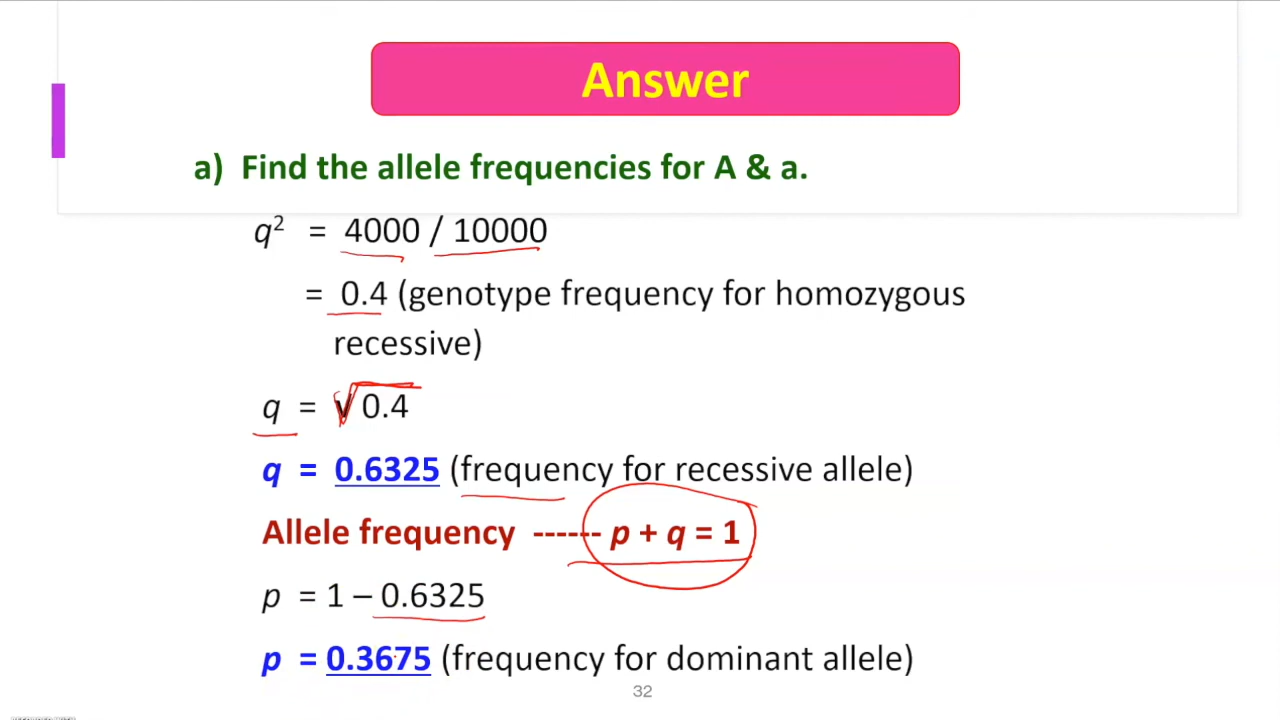 Answer
a) Find the allele frequencies for A & a.
q² = 4000 / 10000
= 0.4 (genotype frequency for homozygous
recessive)
q = √ 0.4
q = 0.6325 (frequency for recessive allele)
Allele frequency ------ p + q = 1
p = 1 – 0.6325
p = 0.3675 (frequency for dominant allele)
32